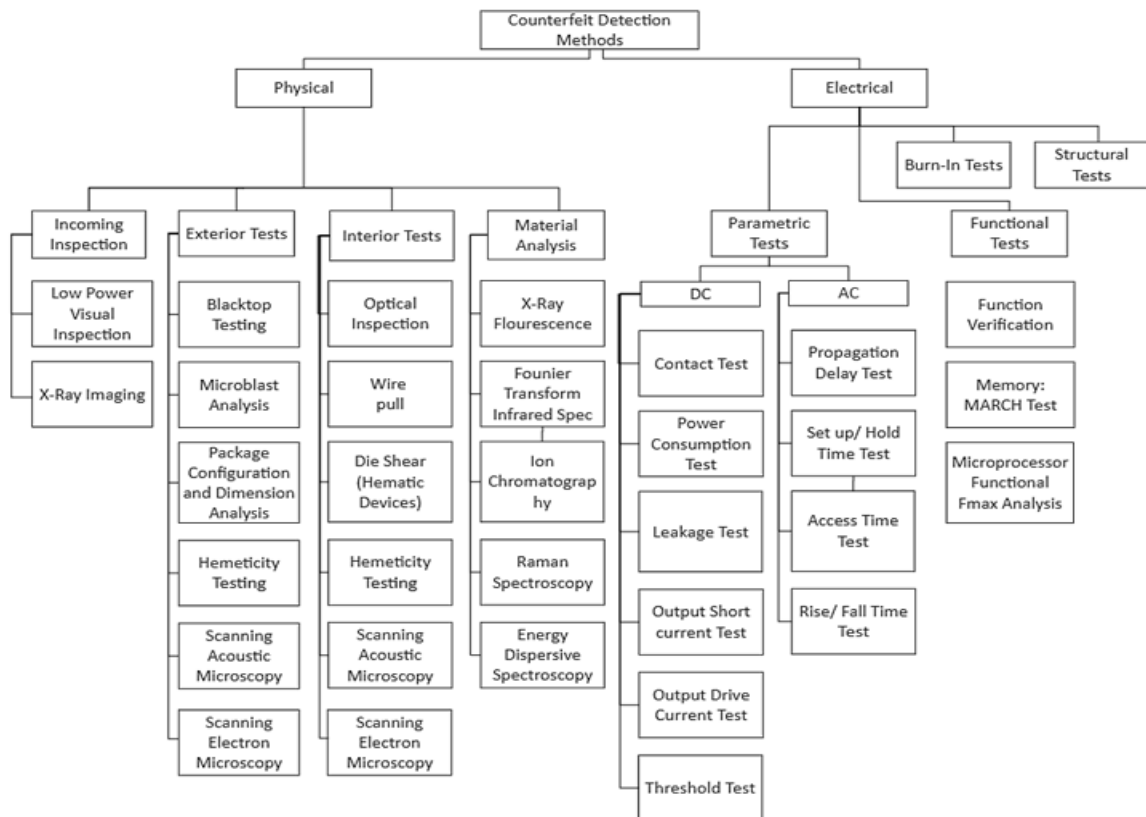 Counterfeit Detection
Methods
Physical
Electrical
Burn-In Tests
Structural
Tests
Incoming
Inspection
Exterior Tests
Interior Tests
Material
Analysis
Parametric
Tests
Functional
Tests
Low Power
Visual
Inspection
X-Ray Imaging
Blacktop
Testing
Microblast
Analysis
Package
Configuration
and Dimension
Analysis
Hemeticity
Testing
Scanning
Acoustic
Microscopy
Scanning
Electron
Microscopy
Optical
Inspection
Wire
pull
Die Shear
(Hematic
Devices)
Hemeticity
Testing
Scanning
Acoustic
Microscopy
Scanning
Electron
Microscopy
X-Ray
Flourescence
Founier
Transform
Infrared Spec
Ion
Chromatograp
hy
Raman
Spectroscopy
Energy
Dispersive
Spectroscopy
DC
Contact Test
Power
Consumption
Test
Leakage Test
Output Short
current Test
Output Drive
Current Test
Threshold Test
AC
Propagation
Delay Test
Set up/ Hold
Time Test
Access Time
Test
Rise/ Fall Time
Test
Function
Verification
Memory:
MARCH Test
Microprocessor
Functional
Fmax Analysis